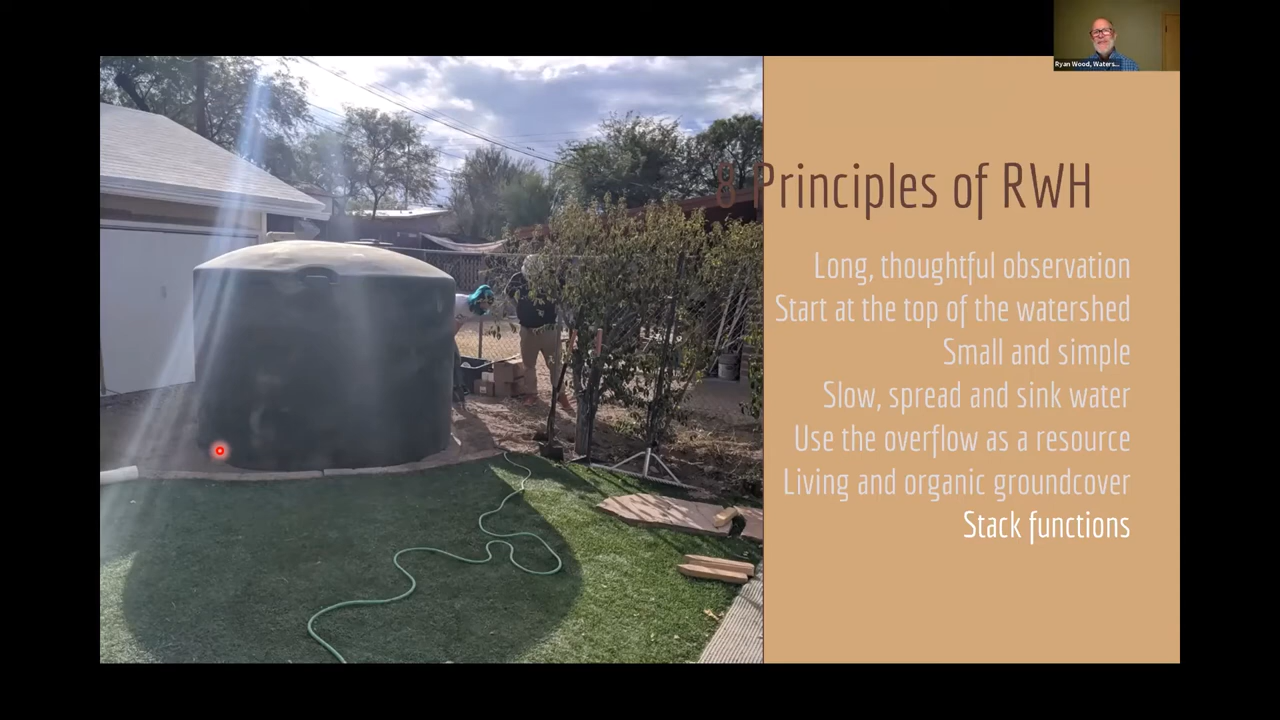 Ryan Wood, Waters...
8 Principles of RWH
Long, thoughtful observation
Start at the top of the watershed
Small and simple
Slow, spread and sink water
Use the overflow as a resource
Living and organic groundcover
Stack functions